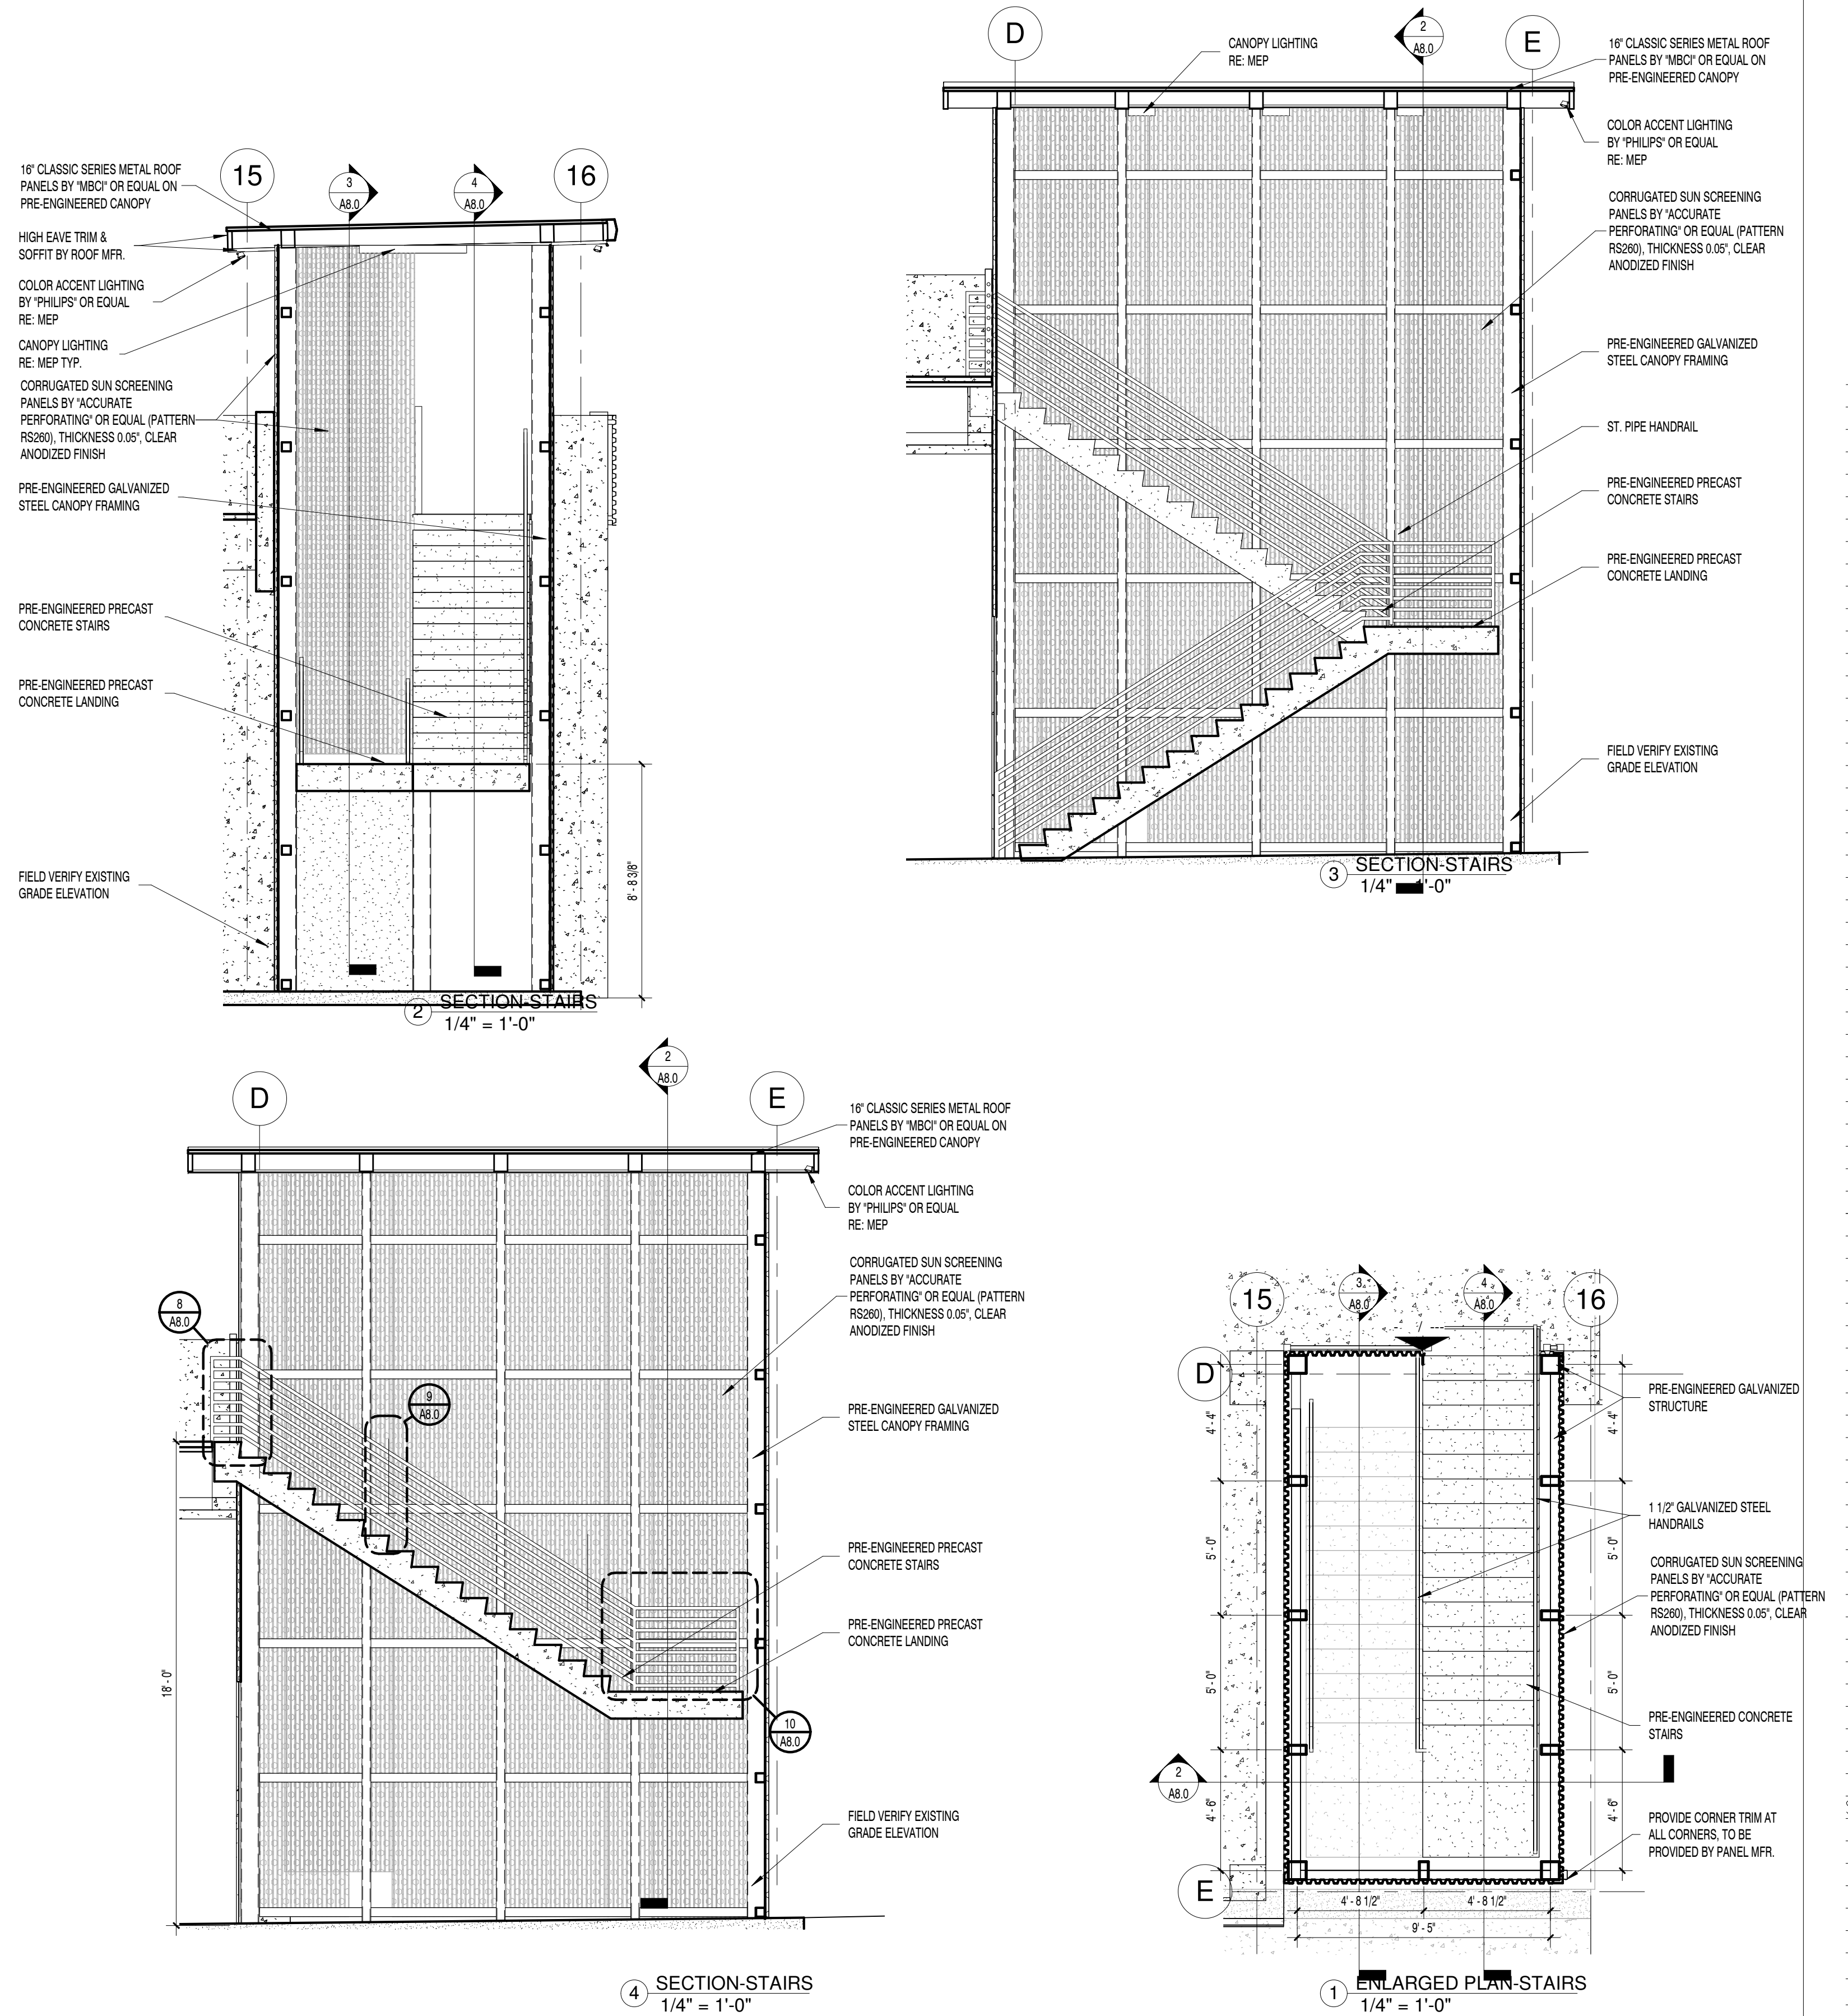 15
3
A8.0
4
A8.0
16
16" CLASSIC SERIES METAL ROOF
PANELS BY "MBCI" OR EQUAL ON
PRE-ENGINEERED CANOPY
HIGH EAVE TRIM &
SOFFIT BY ROOF MFR.
COLOR ACCENT LIGHTING
BY "PHILIPS" OR EQUAL
RE: MEP
CANOPY LIGHTING
RE: MEP TYP.
CORRUGATED SUN SCREENING
PANELS BY "ACCURATE
PERFORATING" OR EQUAL (PATTERN
RS260), THICKNESS 0.05", CLEAR
ANODIZED FINISH
PRE-ENGINEERED GALVANIZED
STEEL CANOPY FRAMING
PRE-ENGINEERED PRECAST
CONCRETE STAIRS
PRE-ENGINEERED PRECAST
CONCRETE LANDING
FIELD VERIFY EXISTING
GRADE ELEVATION
8' - 8 3/8"
2 SECTION-STAIRS
1/4" = 1'-0"
D
2
A8.0
E
CANOPY LIGHTING
RE: MEP
16" CLASSIC SERIES METAL ROOF
PANELS BY "MBCI" OR EQUAL ON
PRE-ENGINEERED CANOPY
COLOR ACCENT LIGHTING
BY "PHILIPS" OR EQUAL
RE: MEP
CORRUGATED SUN SCREENING
PANELS BY "ACCURATE
PERFORATING" OR EQUAL (PATTERN
RS260), THICKNESS 0.05", CLEAR
ANODIZED FINISH
PRE-ENGINEERED GALVANIZED
STEEL CANOPY FRAMING
ST. PIPE HANDRAIL
PRE-ENGINEERED PRECAST
CONCRETE STAIRS
PRE-ENGINEERED PRECAST
CONCRETE LANDING
FIELD VERIFY EXISTING
GRADE ELEVATION
3 SECTION-STAIRS
1/4" 1'-0"
D
2
A8.0
E
16" CLASSIC SERIES METAL ROOF
PANELS BY "MBCI" OR EQUAL ON
PRE-ENGINEERED CANOPY
COLOR ACCENT LIGHTING
BY "PHILIPS" OR EQUAL
RE: MEP
CORRUGATED SUN SCREENING
PANELS BY "ACCURATE
PERFORATING" OR EQUAL (PATTERN
RS260), THICKNESS 0.05", CLEAR
ANODIZED FINISH
8
A8.0
9
A8.0
PRE-ENGINEERED GALVANIZED
STEEL CANOPY FRAMING
PRE-ENGINEERED PRECAST
CONCRETE STAIRS
PRE-ENGINEERED PRECAST
CONCRETE LANDING
10
A8.0
18' - 0"
FIELD VERIFY EXISTING
GRADE ELEVATION
4 SECTION-STAIRS
1/4" = 1'-0"
15
3
A8.0
4
A8.0
16
D
4' - 4"
4' - 4"
PRE-ENGINEERED GALVANIZED
STRUCTURE
5' - 0"
5' - 0"
1 1/2" GALVANIZED STEEL
HANDRAILS
CORRUGATED SUN SCREENING
PANELS BY "ACCURATE
PERFORATING" OR EQUAL (PATTERN
RS260), THICKNESS 0.05", CLEAR
ANODIZED FINISH
5' - 0"
5' - 0"
PRE-ENGINEERED CONCRETE
STAIRS
2
A8.0
4' - 6"
4' - 6"
PROVIDE CORNER TRIM AT
ALL CORNERS, TO BE
PROVIDED BY PANEL MFR.
E
4' - 8 1/2"
4' - 8 1/2"
9' - 5"
1 ENLARGED PLAN-STAIRS
1/4" = 1'-0"